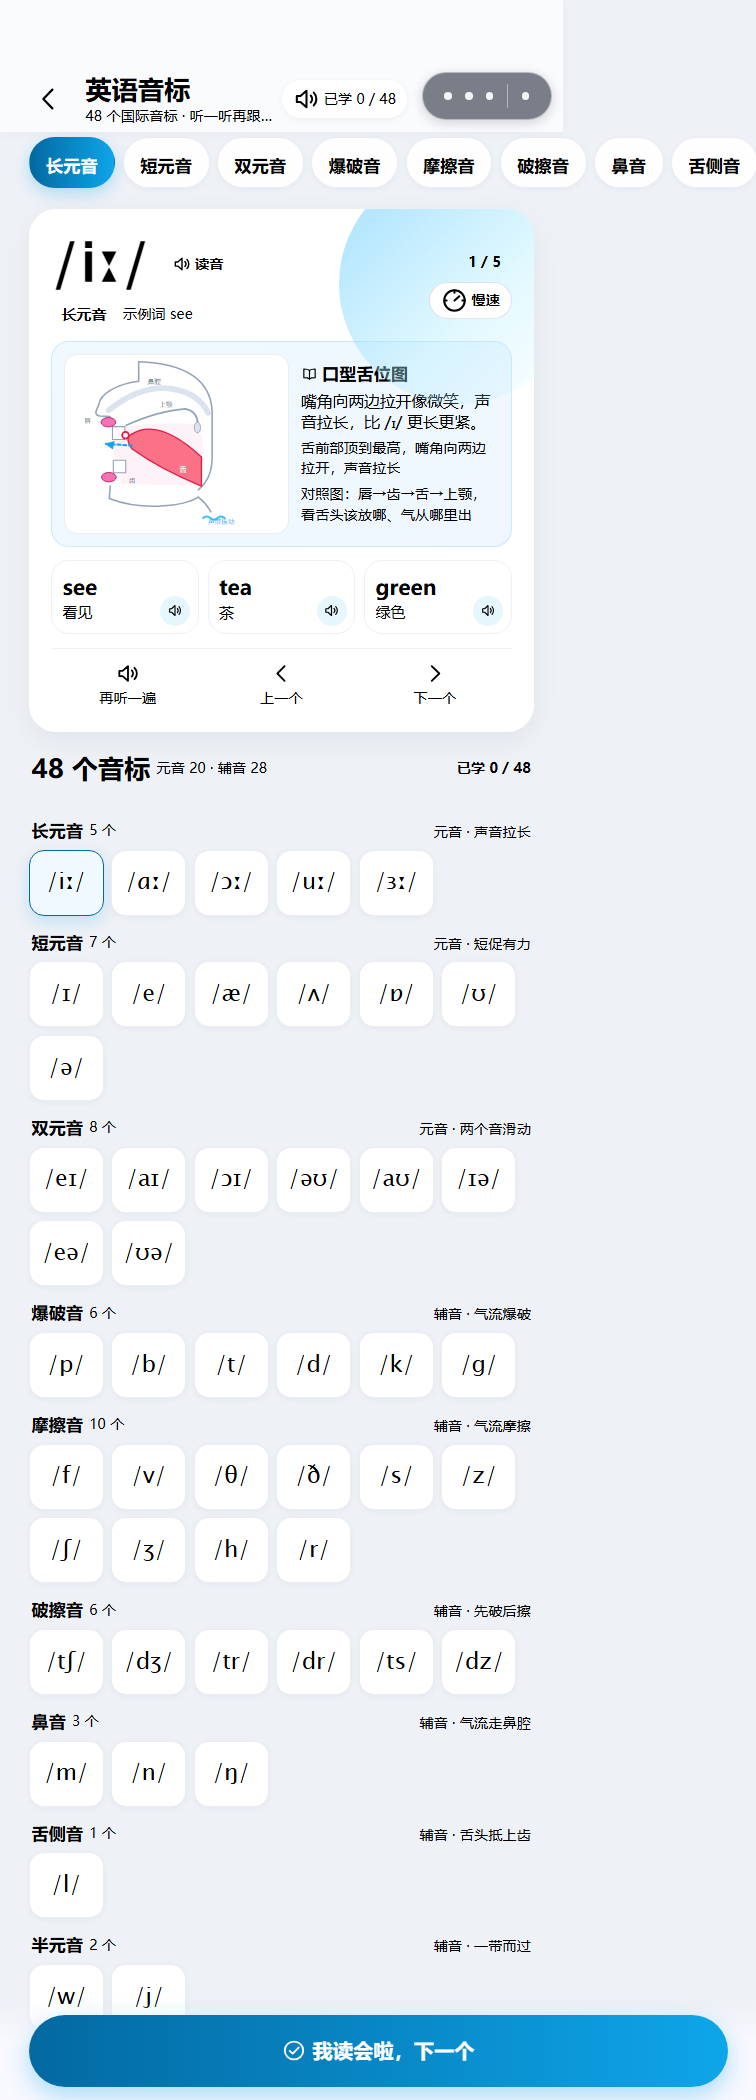 英语音标
48 个国际音标 · 听一听再跟...
已学 0 / 48
长元音 短元音 双元音 爆破音 摩擦音 破擦音 鼻音 舌侧音
/iː/
读音
1 / 5
慢速
长元音 示例词 see
鼻腔
上颚
唇
舌
齿
声带振动
口型舌位图
嘴角向两边拉开像微笑，声
音拉长，比 /ɪ/ 更长更紧。
舌前部顶到最高，嘴角向两边
拉开，声音拉长
对照图：唇→齿→舌→上颚，
看舌头该放哪、气从哪里出
see
看见
tea
茶
green
绿色
再听一遍
上一个
下一个
48 个音标 元音 20 · 辅音 28
已学 0 / 48
长元音 5 个
元音 · 声音拉长
/iː/ /ɑː/ /ɔː/ /uː/ /ɜː/
短元音 7 个
元音 · 短促有力
/ɪ/ /e/ /æ/ /ʌ/ /ɒ/ /ʊ/
/ə/
双元音 8 个
元音 · 两个音滑动
/eɪ/ /aɪ/ /ɔɪ/ /əʊ/ /aʊ/ /ɪə/
/eə/ /ʊə/
爆破音 6 个
辅音 · 气流爆破
/p/ /b/ /t/ /d/ /k/ /g/
摩擦音 10 个
辅音 · 气流摩擦
/f/ /v/ /θ/ /ð/ /s/ /z/
/ʃ/ /ʒ/ /h/ /r/
破擦音 6 个
辅音 · 先破后擦
/tʃ/ /dʒ/ /tr/ /dr/ /ts/ /dz/
鼻音 3 个
辅音 · 气流走鼻腔
/m/ /n/ /ŋ/
舌侧音 1 个
辅音 · 舌头抵上齿
/l/
半元音 2 个
辅音 · 一带而过
/w/ /j/
我读会啦，下一个